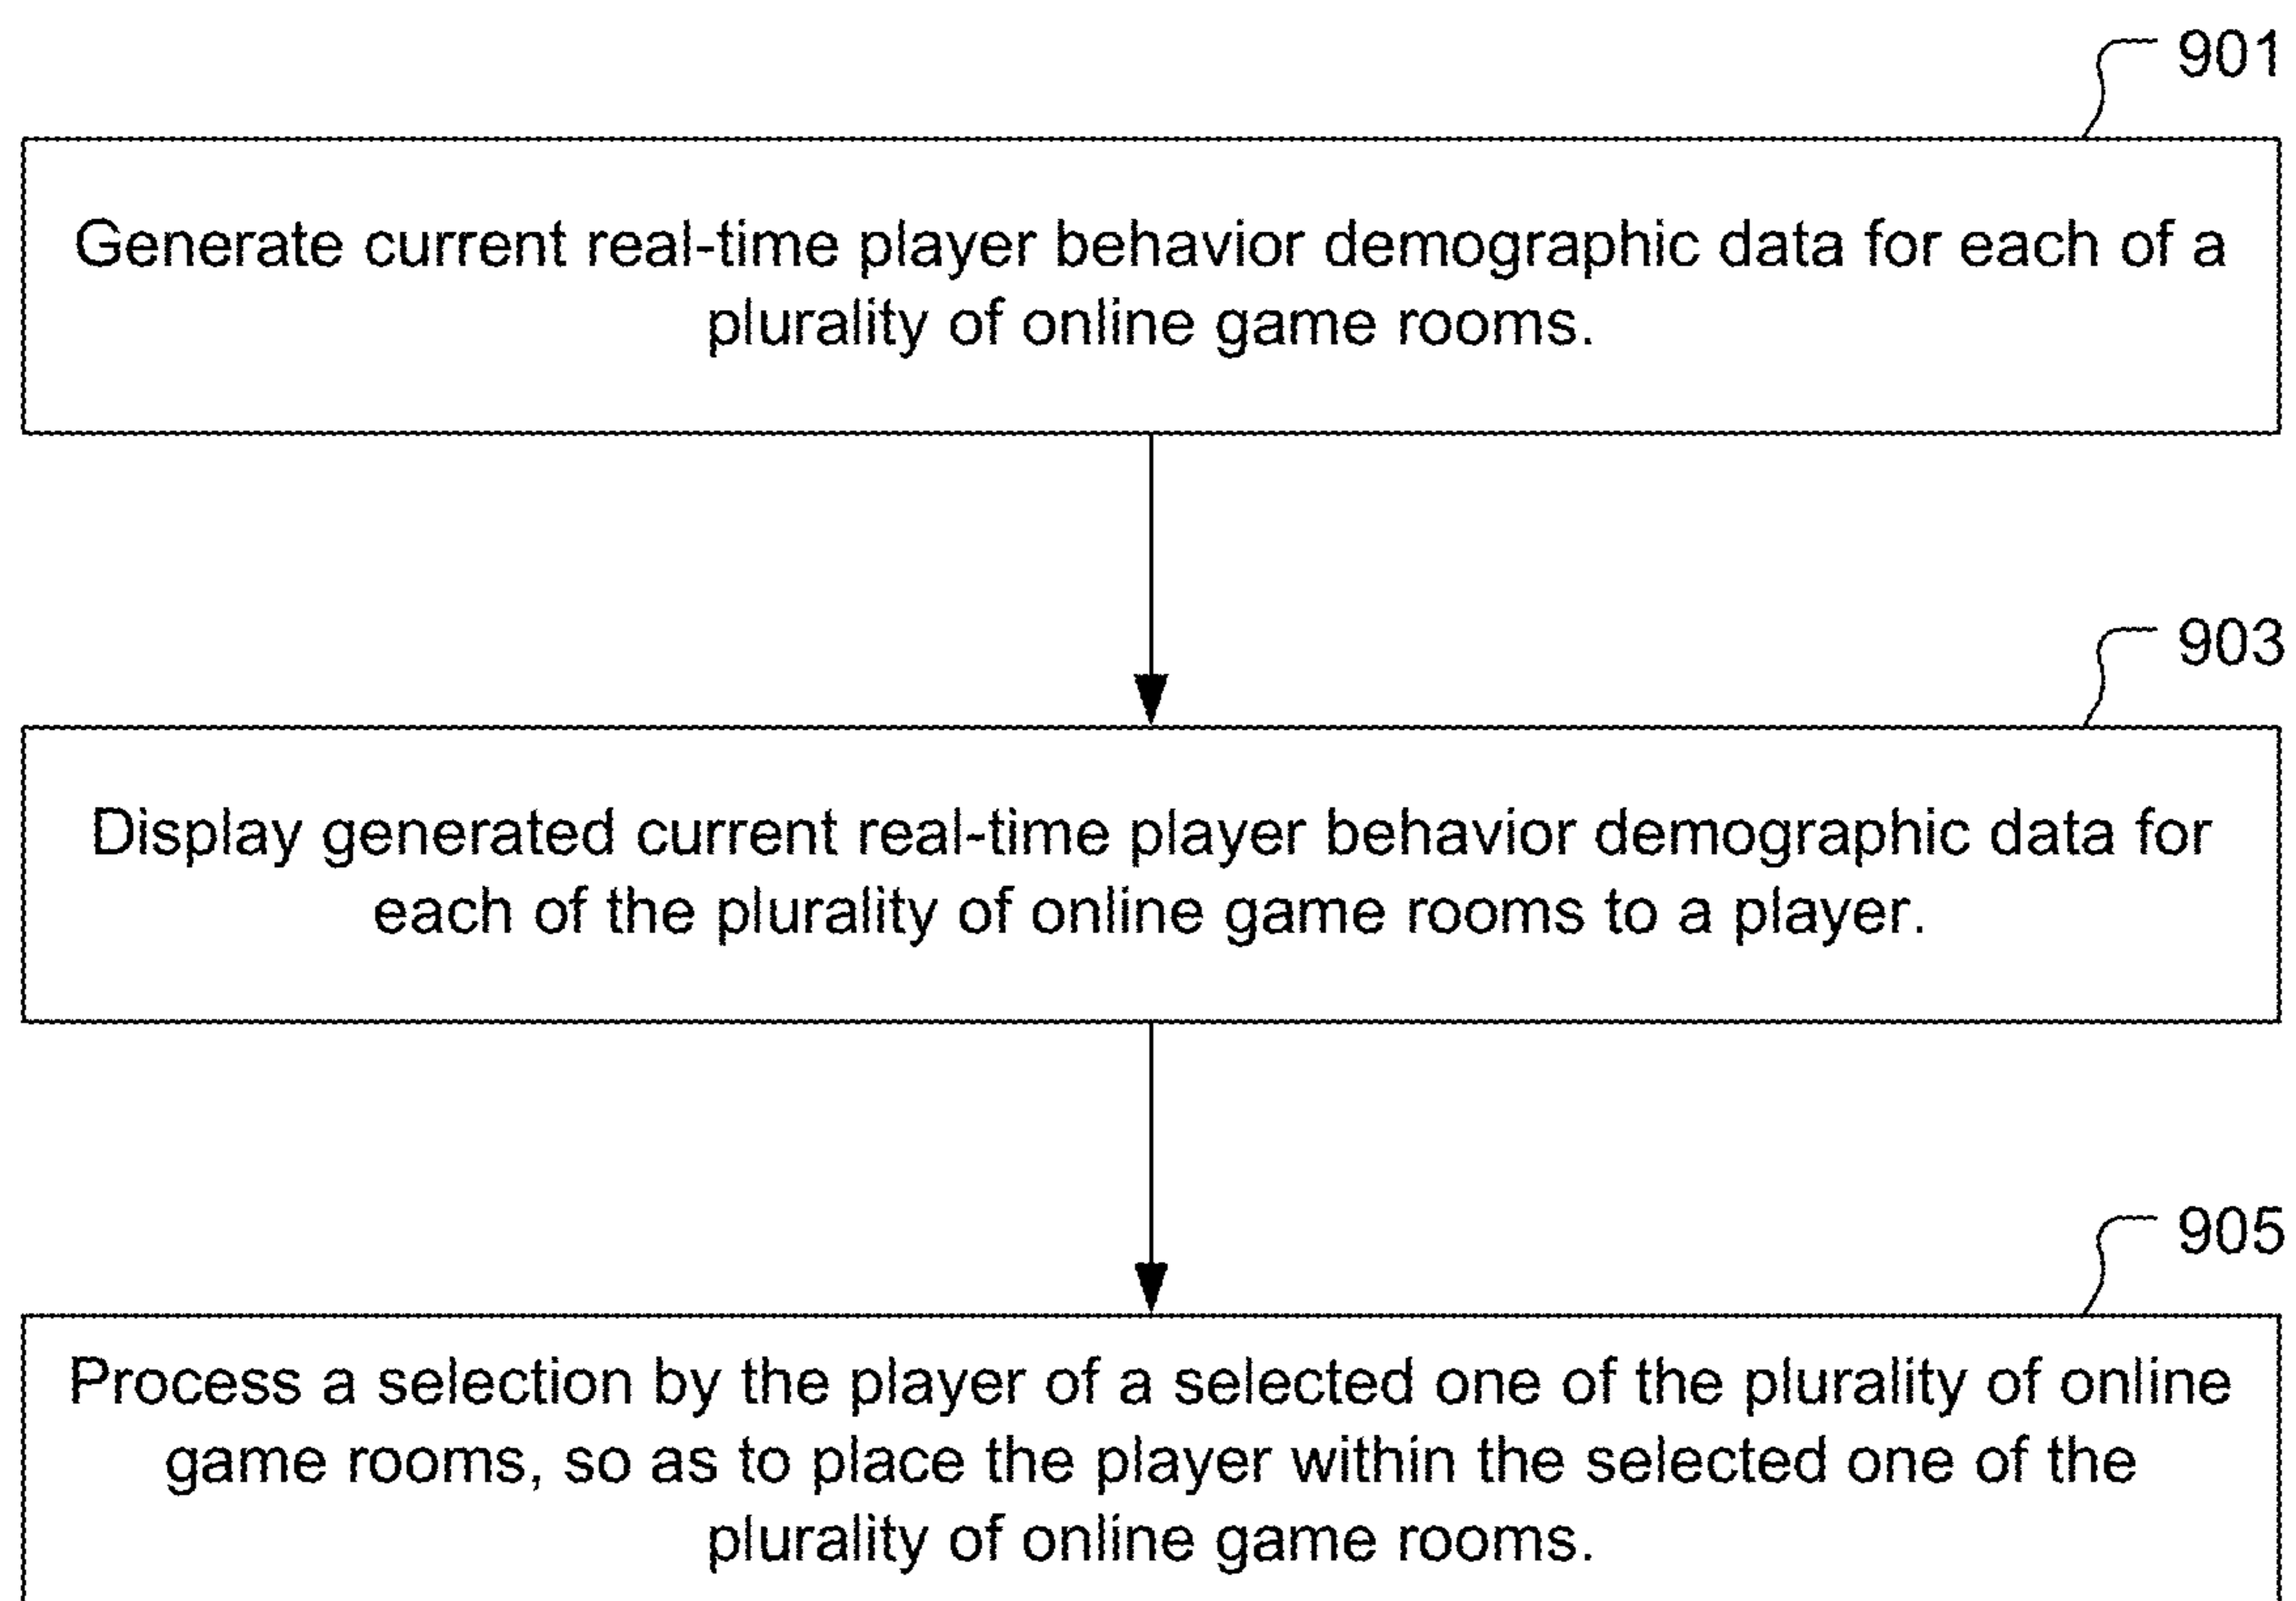 901
Generate current real-time player behavior demographic data for each of a
plurality of online game rooms.
903
Display generated current real-time player behavior demographic data for
each of the plurality of online game rooms to a player.
905
Process a selection by the player of a selected one of the plurality of online
game rooms, so as to place the player within the selected one of the
plurality of online game rooms.